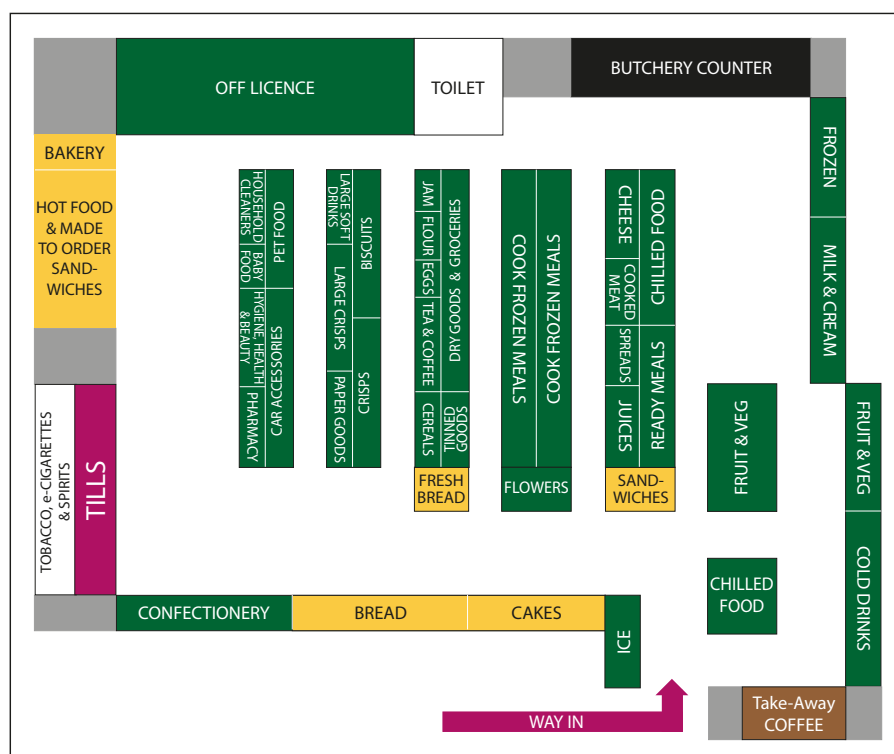 OFF LICENCE
TOILET
BUTCHERY COUNTER
BAKERY
HOT FOOD
& MADE
TO ORDER
SAND-
WICHES
FROZEN
MILK & CREAM
HOUSEHOLD
CLEANERS
BABY
FOOD
HYGIENE, HEALTH
& BEAUTY
PHARMACY
PET FOOD
CAR ACCESSORIES
LARGE SOFT
DRINKS
LARGE CRISPS
PAPER GOODS
BISCUITS
CRISPS
JAM
FLOUR
EGGS
TEA & COFFEE
CEREALS
DRY GOODS & GROCERIES
TINNED
GOODS
FRESH
BREAD
COOK FROZEN MEALS
COOK FROZEN MEALS
FLOWERS
CHEESE
COOKED
MEAT
SPREADS
JUICES
CHILLED FOOD
READY MEALS
SAND-
WICHES
FRUIT & VEG
FRUIT & VEG
TOBACCO, e-CIGARETTES
& SPIRITS
TILLS
CHILLED
FOOD
COLD DRINKS
CONFECTIONERY
BREAD
CAKES
ICE
WAY IN
Take-Away
COFFEE